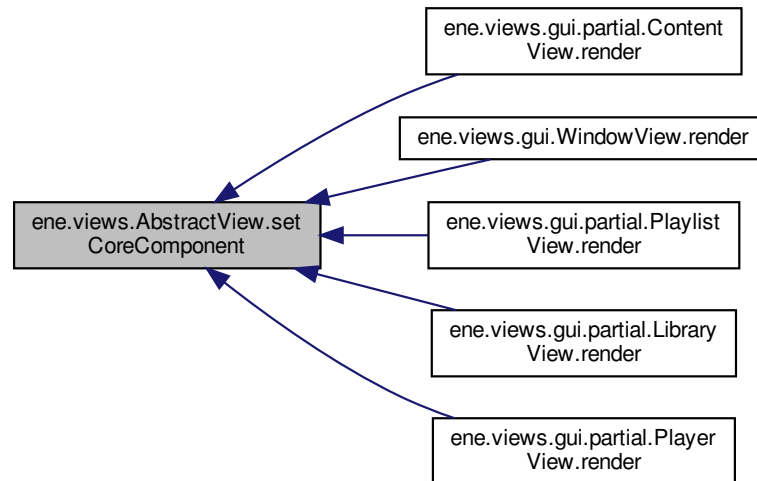 ene.views.gui.partial.Content
View.render
ene.views.gui.WindowView.render
ene.views.AbstractView.set
CoreComponent
ene.views.gui.partial.Playlist
View.render
ene.views.gui.partial.Library
View.render
ene.views.gui.partial.Player
View.render